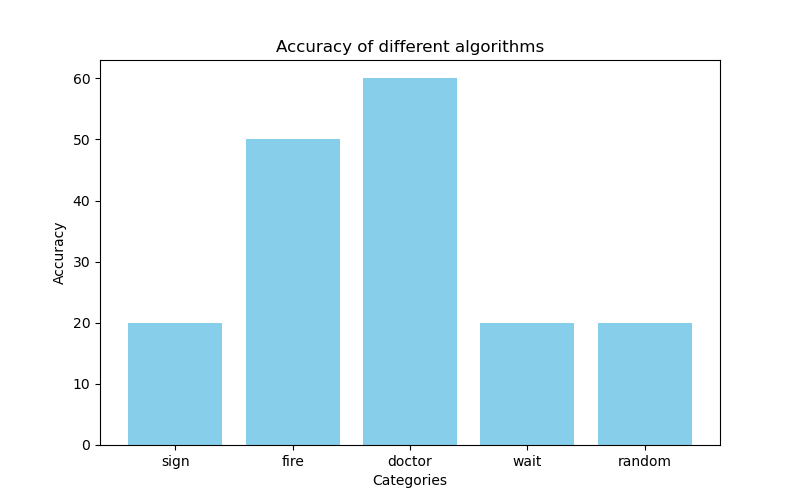 Accuracy of different algorithms
60
50
40
30
20
10
0
Accuracy
sign fire doctor wait random
Categories